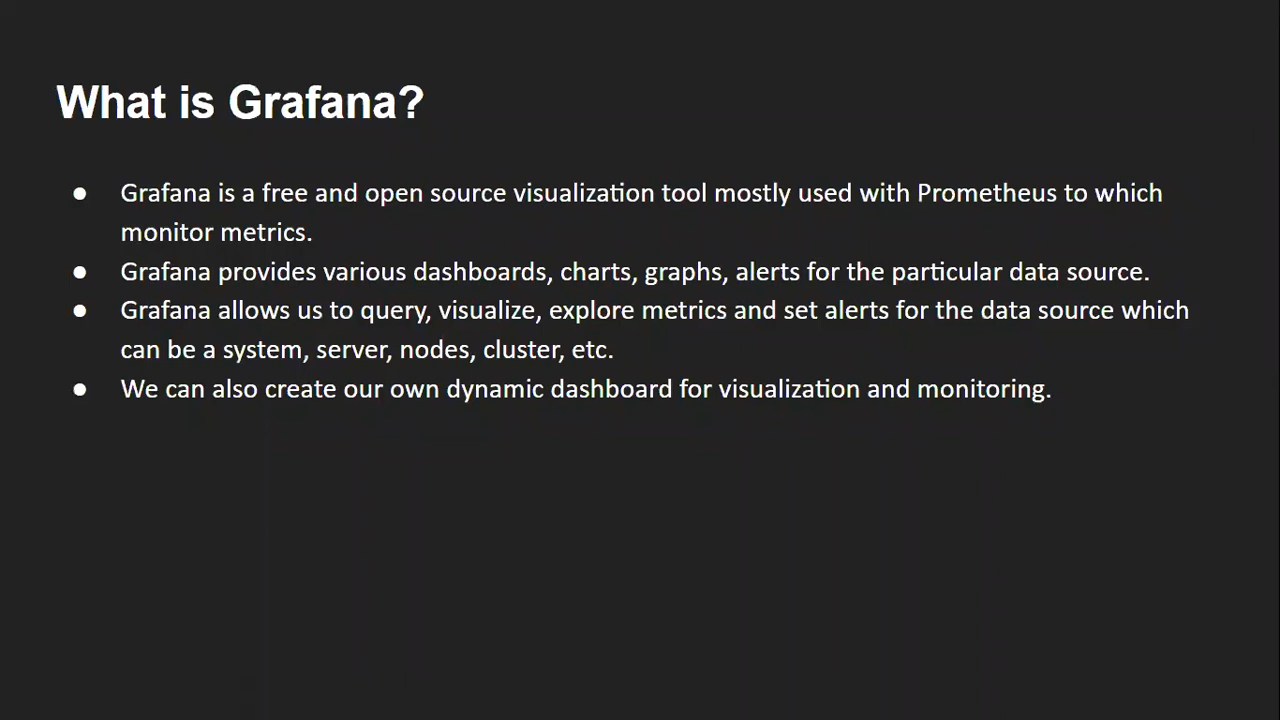 What is Grafana?
● Grafana is a free and open source visualization tool mostly used with Prometheus to which
monitor metrics.
● Grafana provides various dashboards, charts, graphs, alerts for the particular data source.
● Grafana allows us to query, visualize, explore metrics and set alerts for the data source which
can be a system, server, nodes, cluster, etc.
● We can also create our own dynamic dashboard for visualization and monitoring.